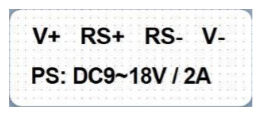 V+ RS+ RS- V-
PS: DC9~18V / 2A